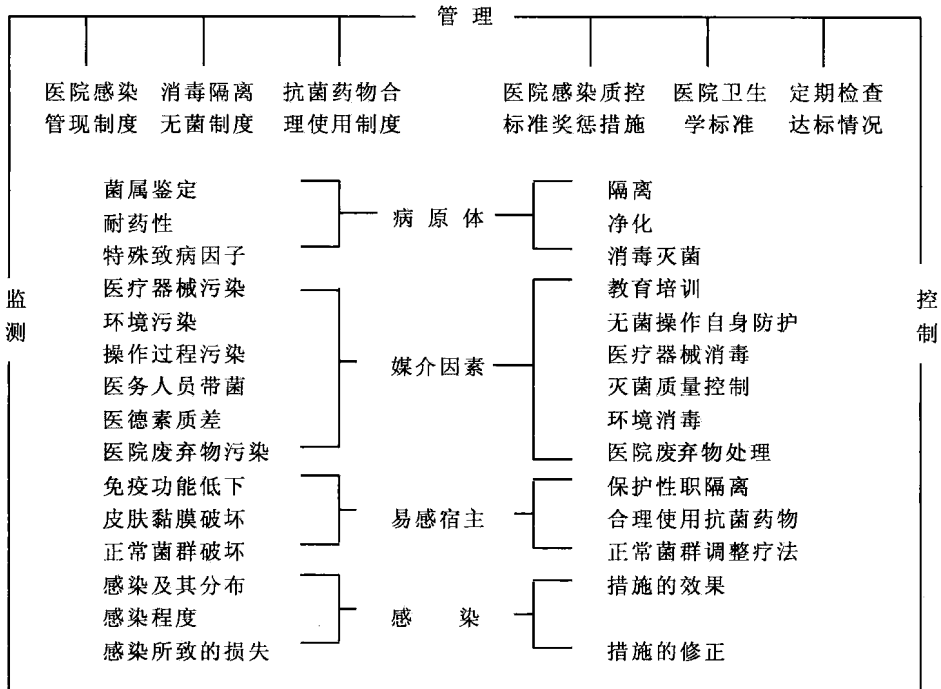 管理
医院感染 消毒隔离 抗菌药物合 医院感染质控 医院卫生 定期检查
管现制度 无菌制度 理使用制度 标准奖惩措施 学标准 达标情况
菌属鉴定 隔离
耐药性 病原体 净化
特殊致病因子 消毒灭菌
医疗器械污染 教育培训
监 控
环境污染 无菌操作自身防护
测 制
操作过程污染 媒介因素 医疗器械消毒
医务人员带菌 灭菌质量控制
医德素质差 环境消毒
医院废弃物污染 医院废弃物处理
免疫功能低下 保护性职隔离
皮肤黏膜破坏 易感宿主 合理使用抗菌药物
正常菌群破坏 正常菌群调整疗法
感染及其分布 措施的效果
感染程度 感染
感染所致的损失 措施的修正